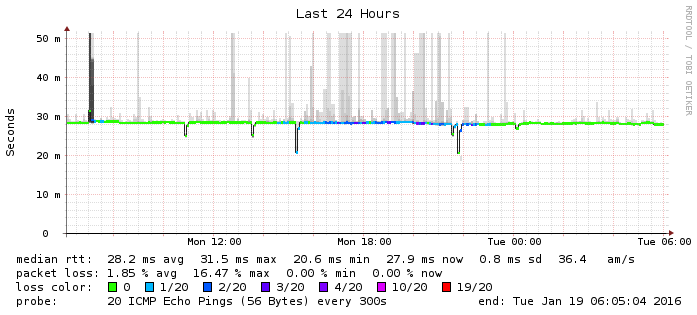 Last 24 Hours
RRDTOOL / TOBI OETIKER
50 m
40 m
30 m
20 m
10 m
0
Seconds
Mon 12:00 Mon 18:00 Tue 00:00 Tue 06:00
median rtt: 28.2 ms avg 31.5 ms max 20.6 ms min 27.9 ms now 0.8 ms sd 36.4 am/s
packet loss: 1.85 % avg 16.47 % max 0.00 % min 0.00 % now
loss color: 0 1/20 2/20 3/20 4/20 10/20 19/20
probe: 20 ICMP Echo Pings (56 Bytes) every 300s end: Tue Jan 19 06:05:04 2016